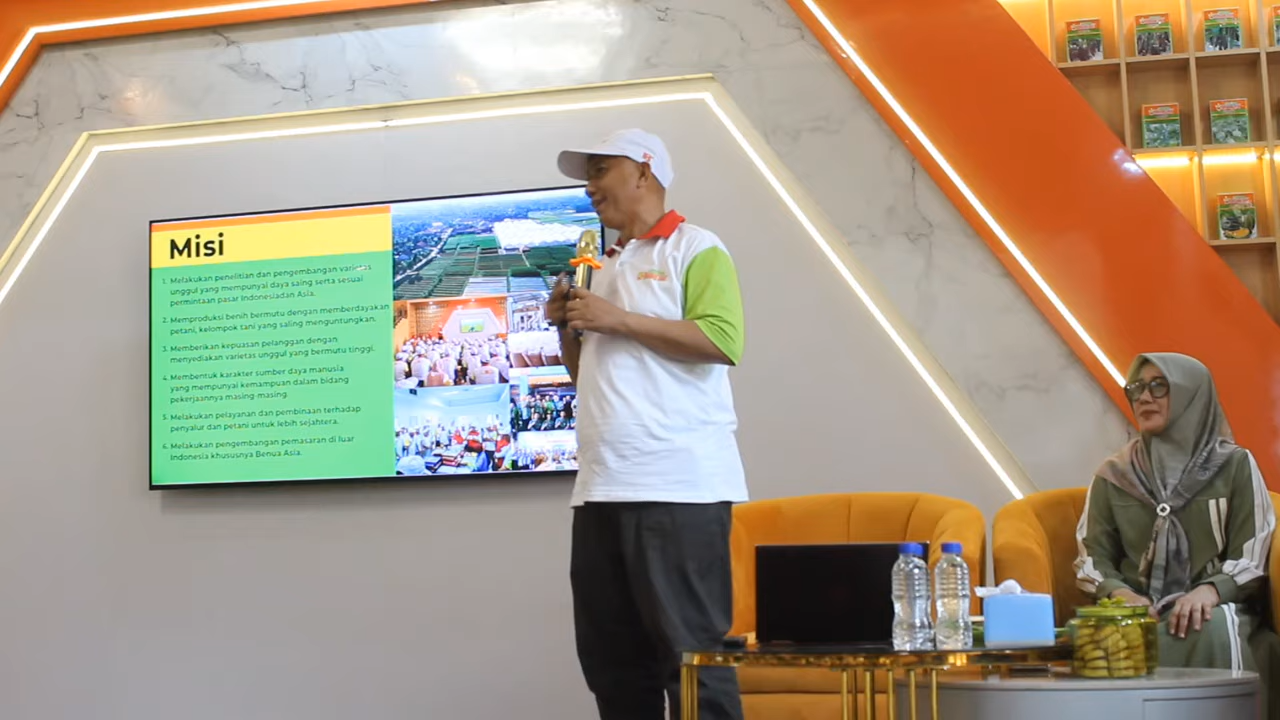 Misi
1. Melakukan penelitian dan pengembangan varietas
unggul yang mempunyai daya saing serta sesuai
permintaan pasar Indonesiadan Asia.
2. Memproduksi benih bermutu dengan memberdayakan
petani, kelompok tani yang saling menguntungkan.
3. Memberikan kepuasan pelanggan dengan
menyediakan varietas unggul yang bermutu tinggi.
4. Membentuk karakter sumber daya manusia
yang mempunyai kemampuan dalam bidang
pekerjaannya masing-masing.
5. Melakukan pelayanan dan pembinaan terhadap
penyalur dan petani untuk lebih sejahtera.
6. Melakukan pengembangan pemasaran di luar
Indonesia khususnya Benua Asia.